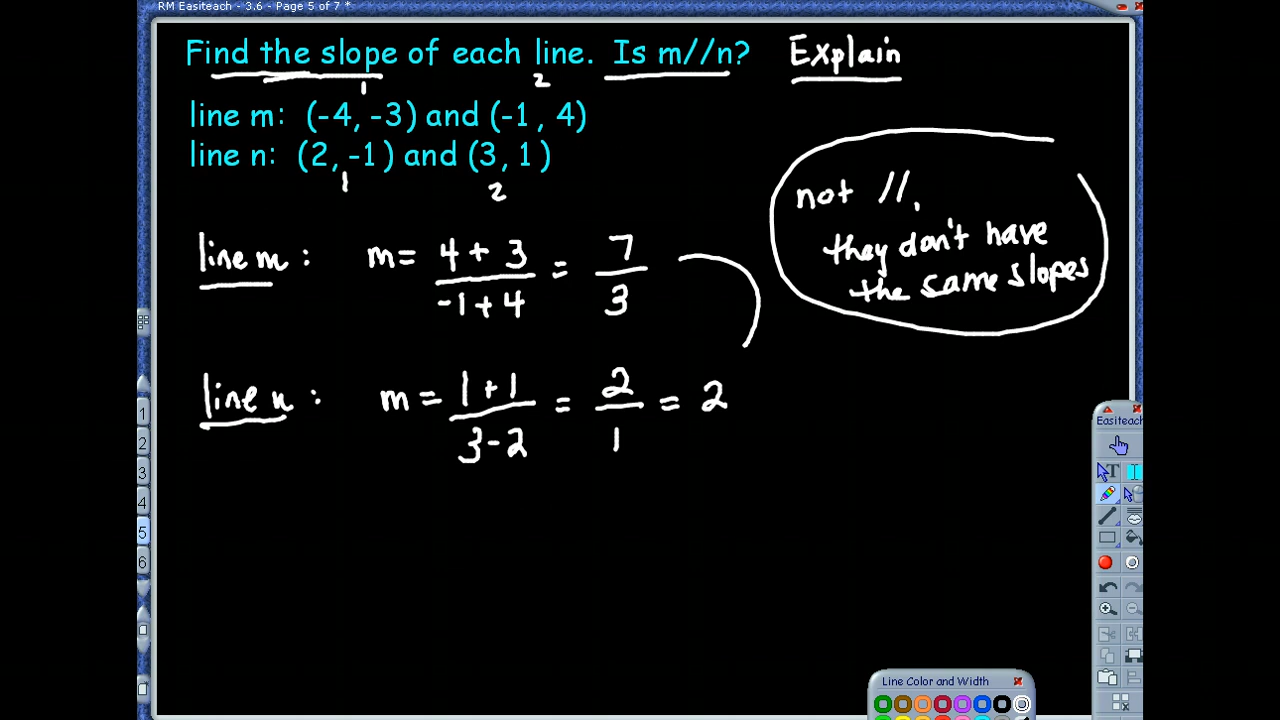 RM Easiteach - 3.6 - Page 5 of 7 *
Find the slope of each line. Is m//n? Explain
1 2
line m: (-4, -3) and (-1, 4)
line n: (2, -1) and (3, 1)
1 2
not //.
they don't have
the same slopes
line m: m= 4 + 3 / -1 + 4 = 7 / 3
line n: m = 1 + 1 / 3 - 2 = 2 / 1 = 2
1
2
3
4
5
6
Easiteach
T
Line Color and Width